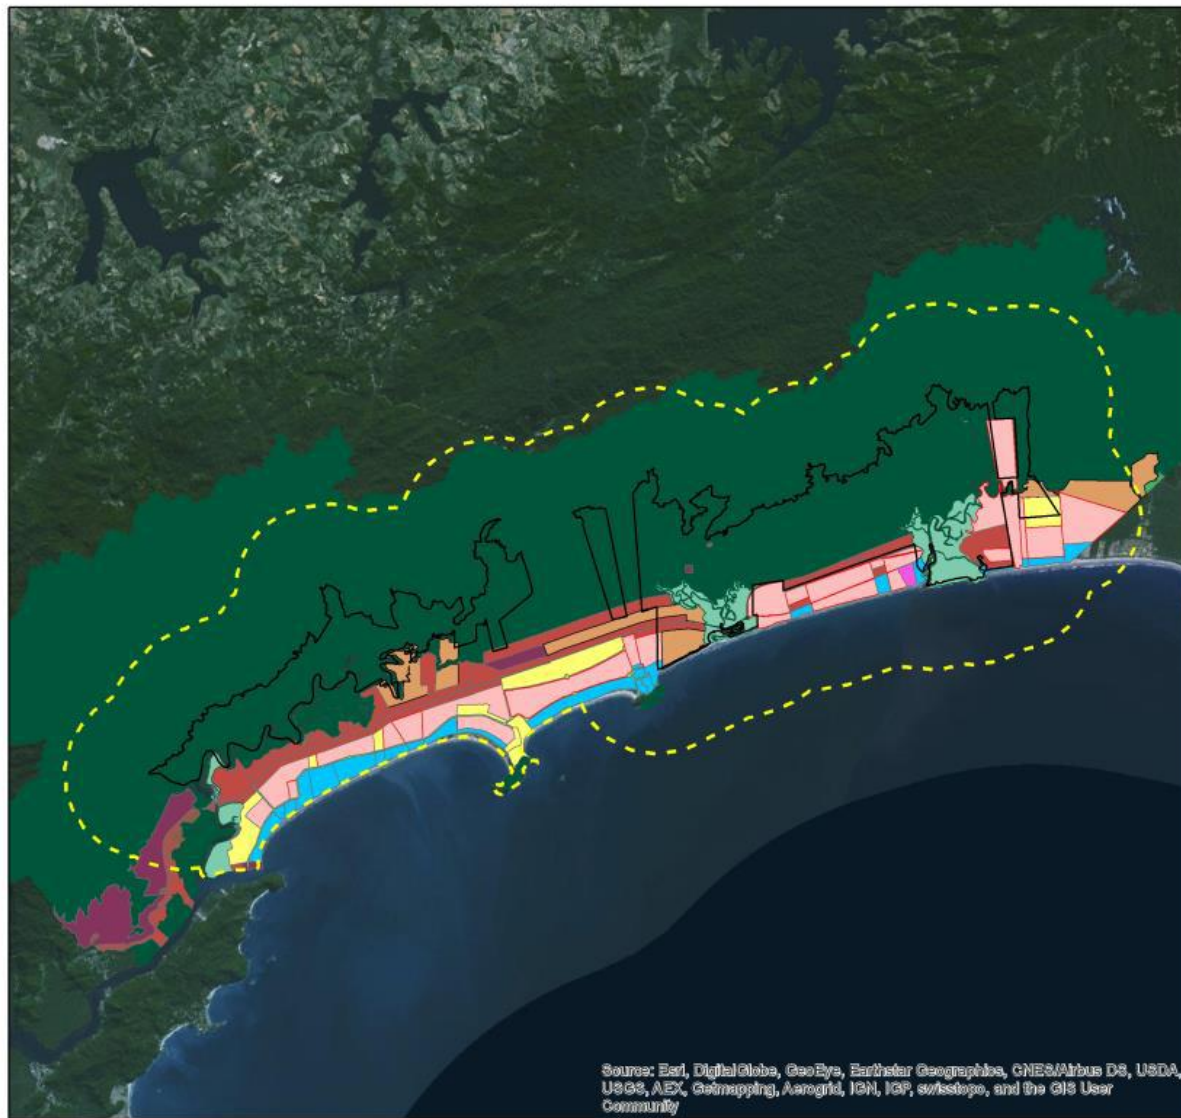 Source: Esri, DigitalGlobe, GeoEye, Earthstar Geographics, CNES/Airbus DS, USDA,
USGS, AEX, Getmapping, Aerogrid, IGN, IGP, swisstopo, and the GIS User
Community